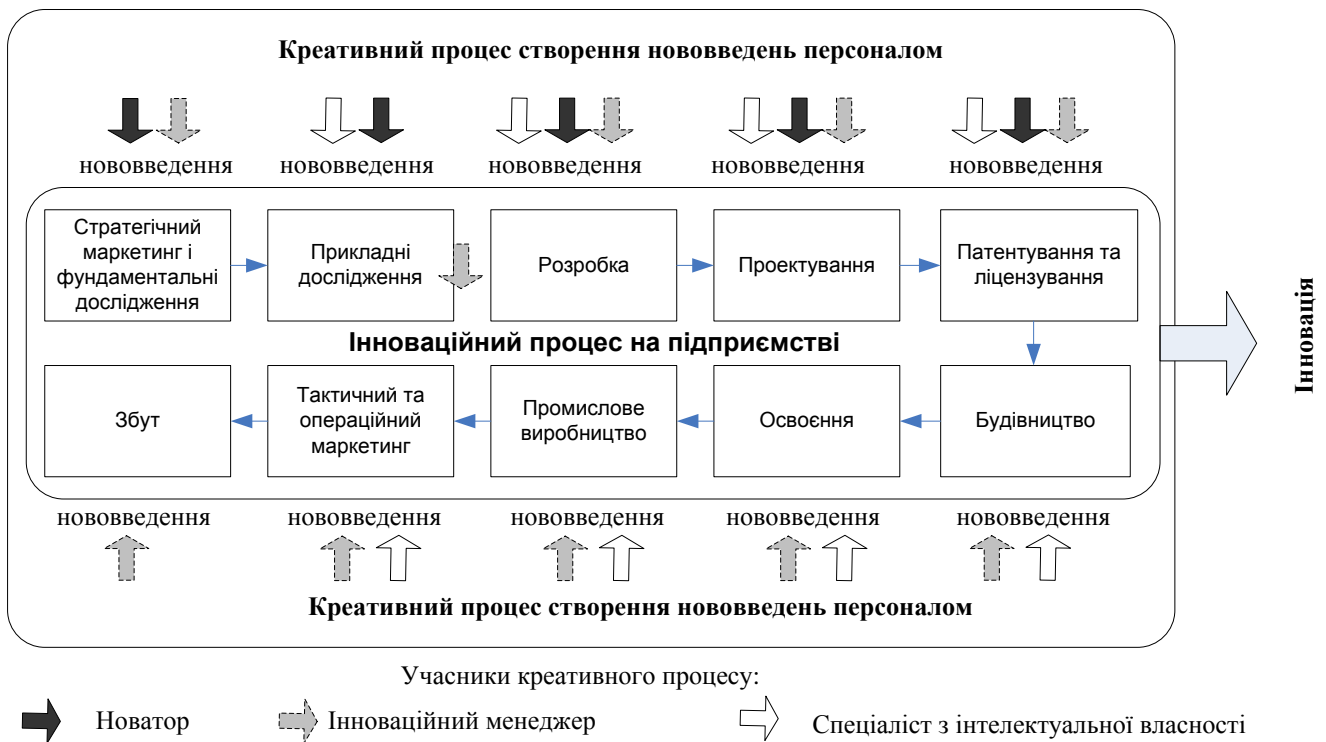 Креативний процес створення нововведень персоналом
нововведення
нововведення
нововведення
нововведення
нововведення
Стратегічний
маркетинг і
фундаментальні
дослідження
Прикладні
дослідження
Розробка
Проектування
Патентування та
ліцензування
Інноваційний процес на підприємстві
Збут
Тактичний та
операційний
маркетинг
Промислове
виробництво
Освоєння
Будівництво
нововведення
нововведення
нововведення
нововведення
нововведення
Креативний процес створення нововведень персоналом
Інновація
Учасники креативного процесу:
Новатор
Інноваційний менеджер
Спеціаліст з інтелектуальної власності